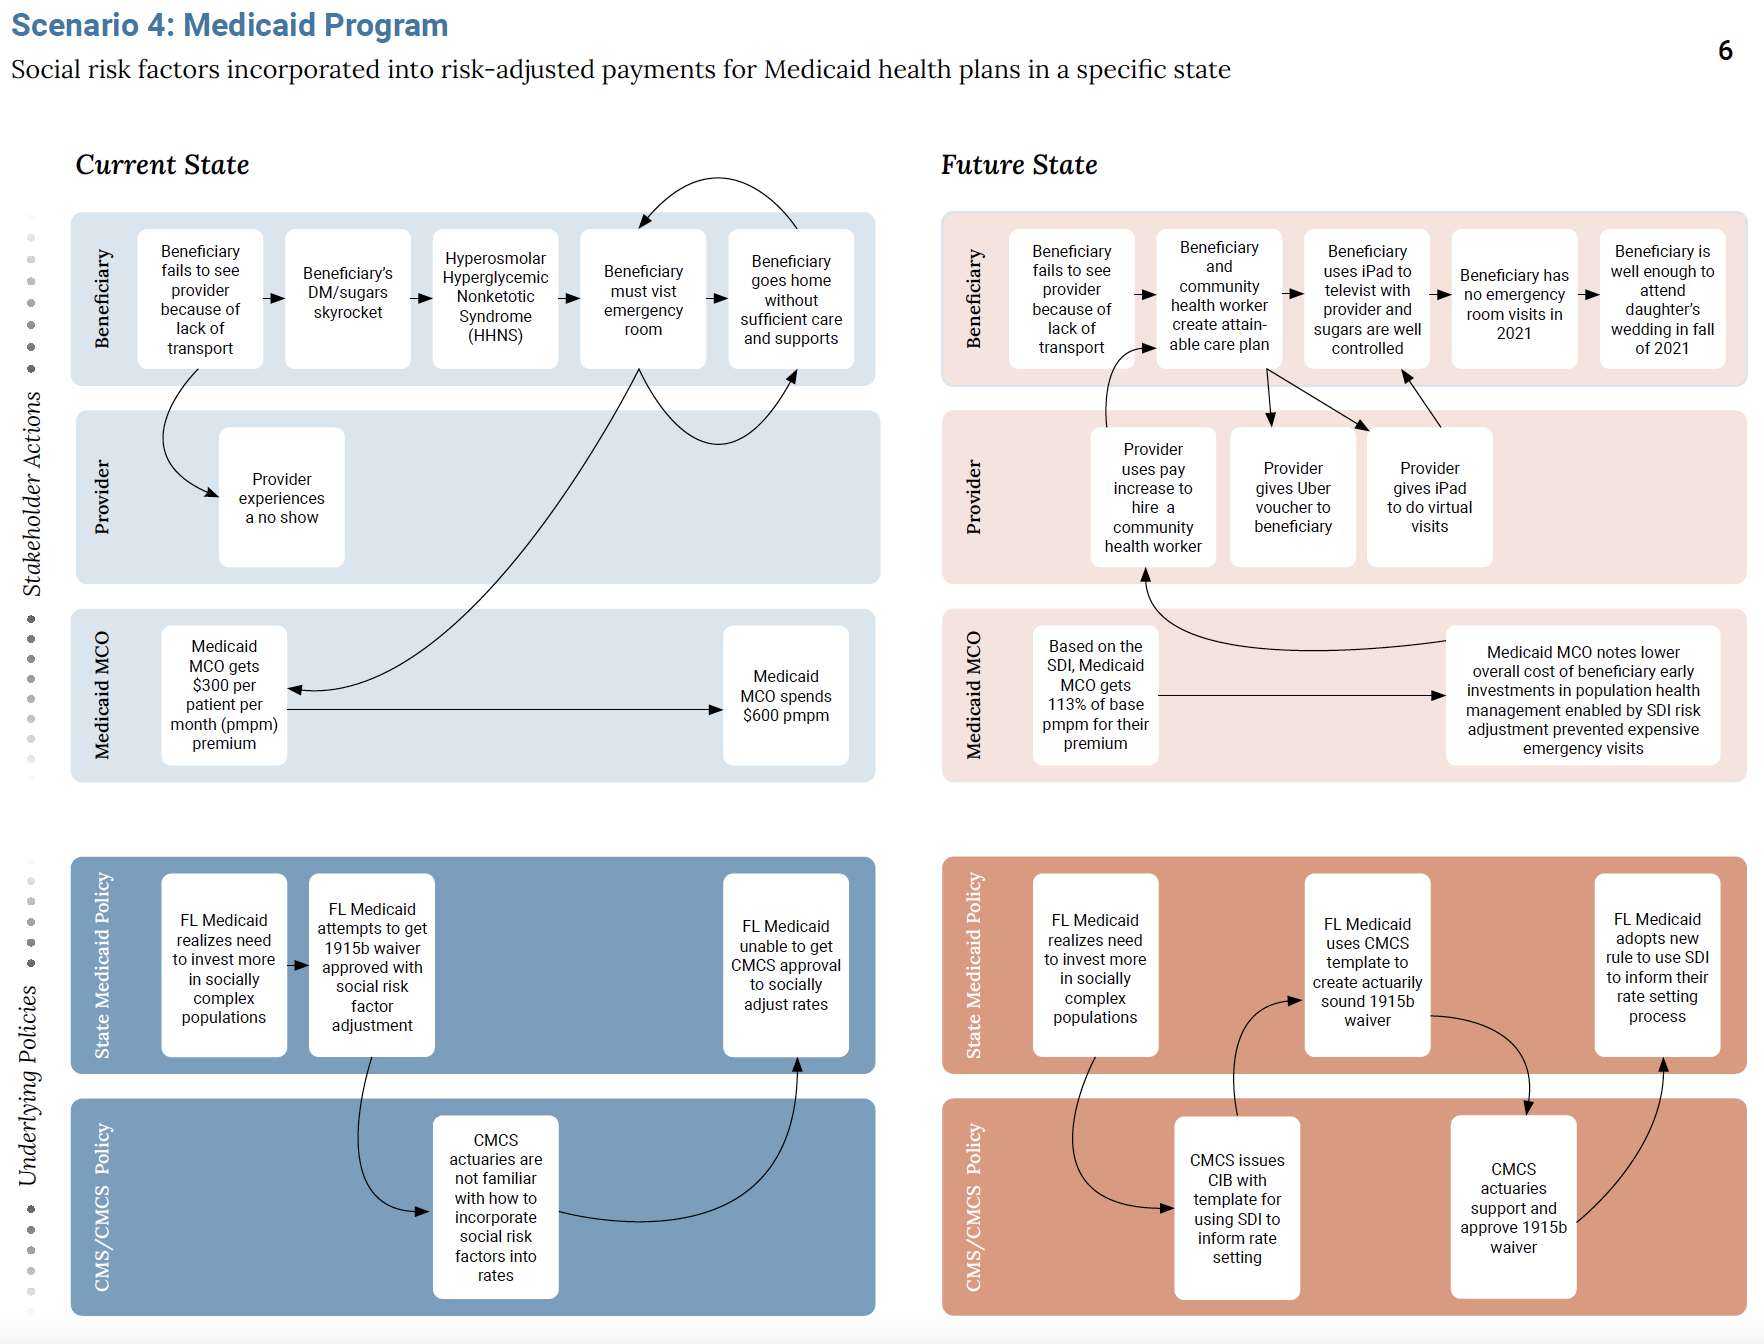 Scenario 4: Medicaid Program
6
Social risk factors incorporated into risk-adjusted payments for Medicaid health plans in a specific state
Current State
Stakeholder Actions
Beneficiary
Beneficiary
fails to see
provider
because of
lack of
transport
Beneficiary’s
DM/sugars
skyrocket
Hyperosmolar
Hyperglycemic
Nonketotic
Syndrome
(HHNS)
Beneficiary
must vist
emergency
room
Beneficiary
goes home
without
sufficient care
and supports
Provider
Provider
experiences
a no show
Medicaid MCO
Medicaid
MCO gets
$300 per
patient per
month (pmpm)
premium
Medicaid
MCO spends
$600 pmpm
Underlying Policies
State Medicaid Policy
FL Medicaid
realizes need
to invest more
in socially
complex
populations
FL Medicaid
attempts to get
1915b waiver
approved with
social risk
factor
adjustment
FL Medicaid
unable to get
CMCS approval
to socially
adjust rates
CMS/CMCS Policy
CMCS
actuaries are
not familiar
with how to
incorporate
social risk
factors into
rates
Future State
Beneficiary
Beneficiary
fails to see
provider
because of
lack of
transport
Beneficiary
and
community
health worker
create attain-
able care plan
Beneficiary
uses iPad to
televist with
provider and
sugars are well
controlled
Beneficiary has
no emergency
room visits in
2021
Beneficiary is
well enough to
attend
daughter’s
wedding in fall
of 2021
Provider
Provider
uses pay
increase to
hire a
community
health worker
Provider
gives Uber
voucher to
beneficiary
Provider
gives iPad
to do virtual
visits
Medicaid MCO
Based on the
SDI, Medicaid
MCO gets
113% of base
pmpm for their
premium
Medicaid MCO notes lower
overall cost of beneficiary early
investments in population health
management enabled by SDI risk
adjustment prevented expensive
emergency visits
State Medicaid Policy
FL Medicaid
realizes need
to invest more
in socially
complex
populations
FL Medicaid
uses CMCS
template to
create actuarily
sound 1915b
waiver
FL Medicaid
adopts new
rule to use SDI
to inform their
rate setting
process
CMS/CMCS Policy
CMCS issues
CIB with
template for
using SDI to
inform rate
setting
CMCS
actuaries
support and
approve 1915b
waiver